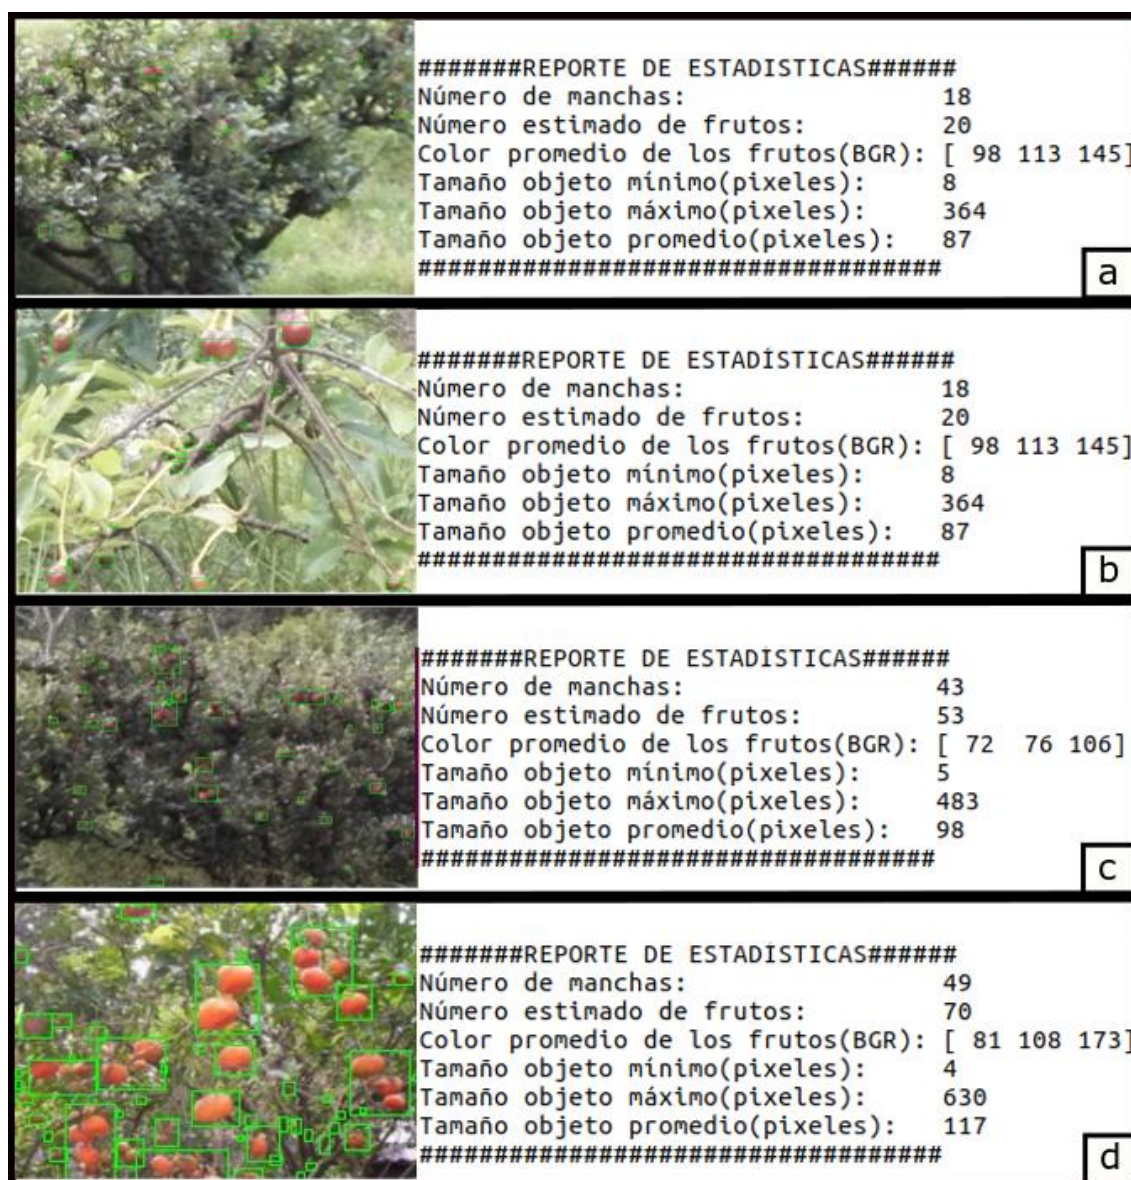 #######REPORTE DE ESTADISTICAS######
Número de manchas: 18
Número estimado de frutos: 20
Color promedio de los frutos(BGR): [ 98 113 145]
Tamaño objeto mínimo(pixeles): 8
Tamaño objeto máximo(pixeles): 364
Tamaño objeto promedio(pixeles): 87
###################################
a
#######REPORTE DE ESTADÍSTICAS######
Número de manchas: 18
Número estimado de frutos: 20
Color promedio de los frutos(BGR): [ 98 113 145]
Tamaño objeto mínimo(pixeles): 8
Tamaño objeto máximo(pixeles): 364
Tamaño objeto promedio(pixeles): 87
###################################
b
#######REPORTE DE ESTADÍSTICAS######
Número de manchas: 43
Número estimado de frutos: 53
Color promedio de los frutos(BGR): [ 72 76 106]
Tamaño objeto mínimo(pixeles): 5
Tamaño objeto máximo(pixeles): 483
Tamaño objeto promedio(pixeles): 98
###################################
c
#######REPORTE DE ESTADÍSTICAS######
Número de manchas: 49
Número estimado de frutos: 70
Color promedio de los frutos(BGR): [ 81 108 173]
Tamaño objeto mínimo(pixeles): 4
Tamaño objeto máximo(pixeles): 630
Tamaño objeto promedio(pixeles): 117
###################################
d